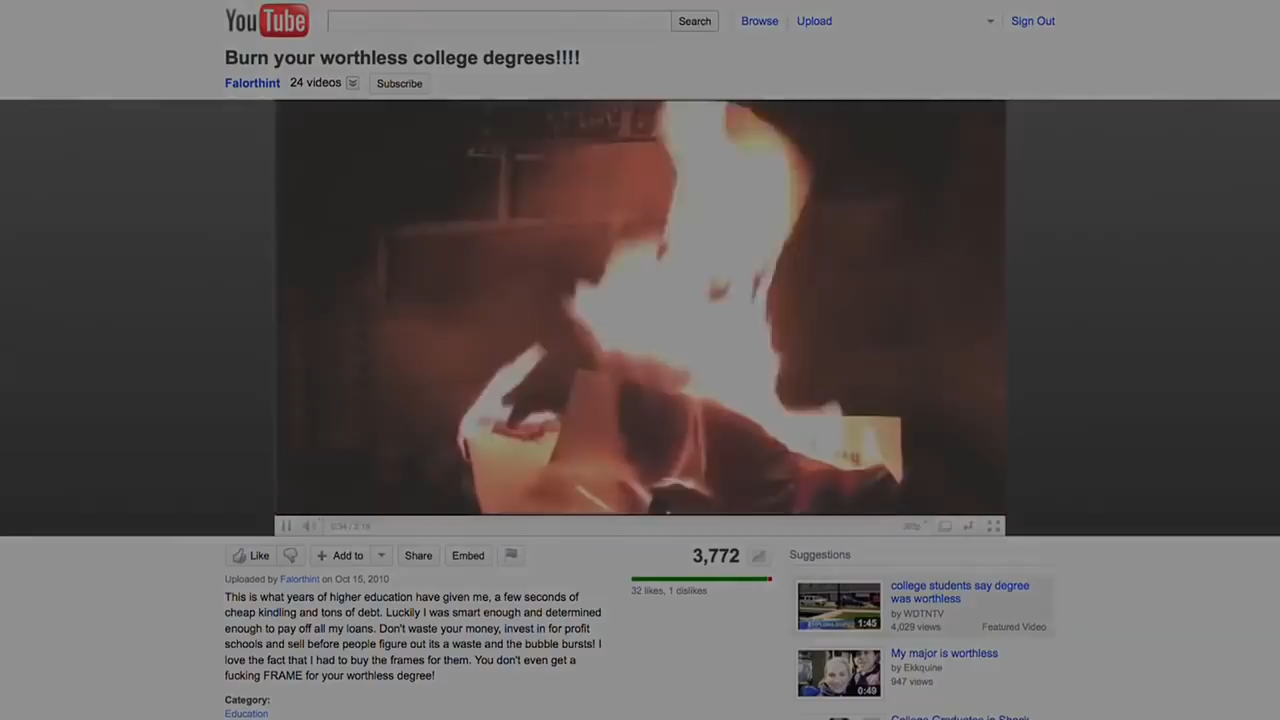 YouTube
Search
Browse
Upload
Sign Out
Burn your worthless college degrees!!!!
Falorthint 24 videos
Subscribe
Like
Add to
Share
Embed
3,772
Suggestions
Uploaded by Falorthint on Oct 15, 2010
32 likes, 1 dislikes
This is what years of higher education have given me, a few seconds of
cheap kindling and tons of debt. Luckily I was smart enough and determined
enough to pay off all my loans. Don't waste your money, invest in for profit
schools and sell before people figure out its a waste and the bubble bursts! I
love the fact that I had to buy the frames for them. You don't even get a
fucking FRAME for your worthless degree!
Category:
Education
college students say degree
was worthless
by WDTNTV
4,029 views
Featured Video
1:45
My major is worthless
by Ekkquine
947 views
0:49
College Graduates in Shock